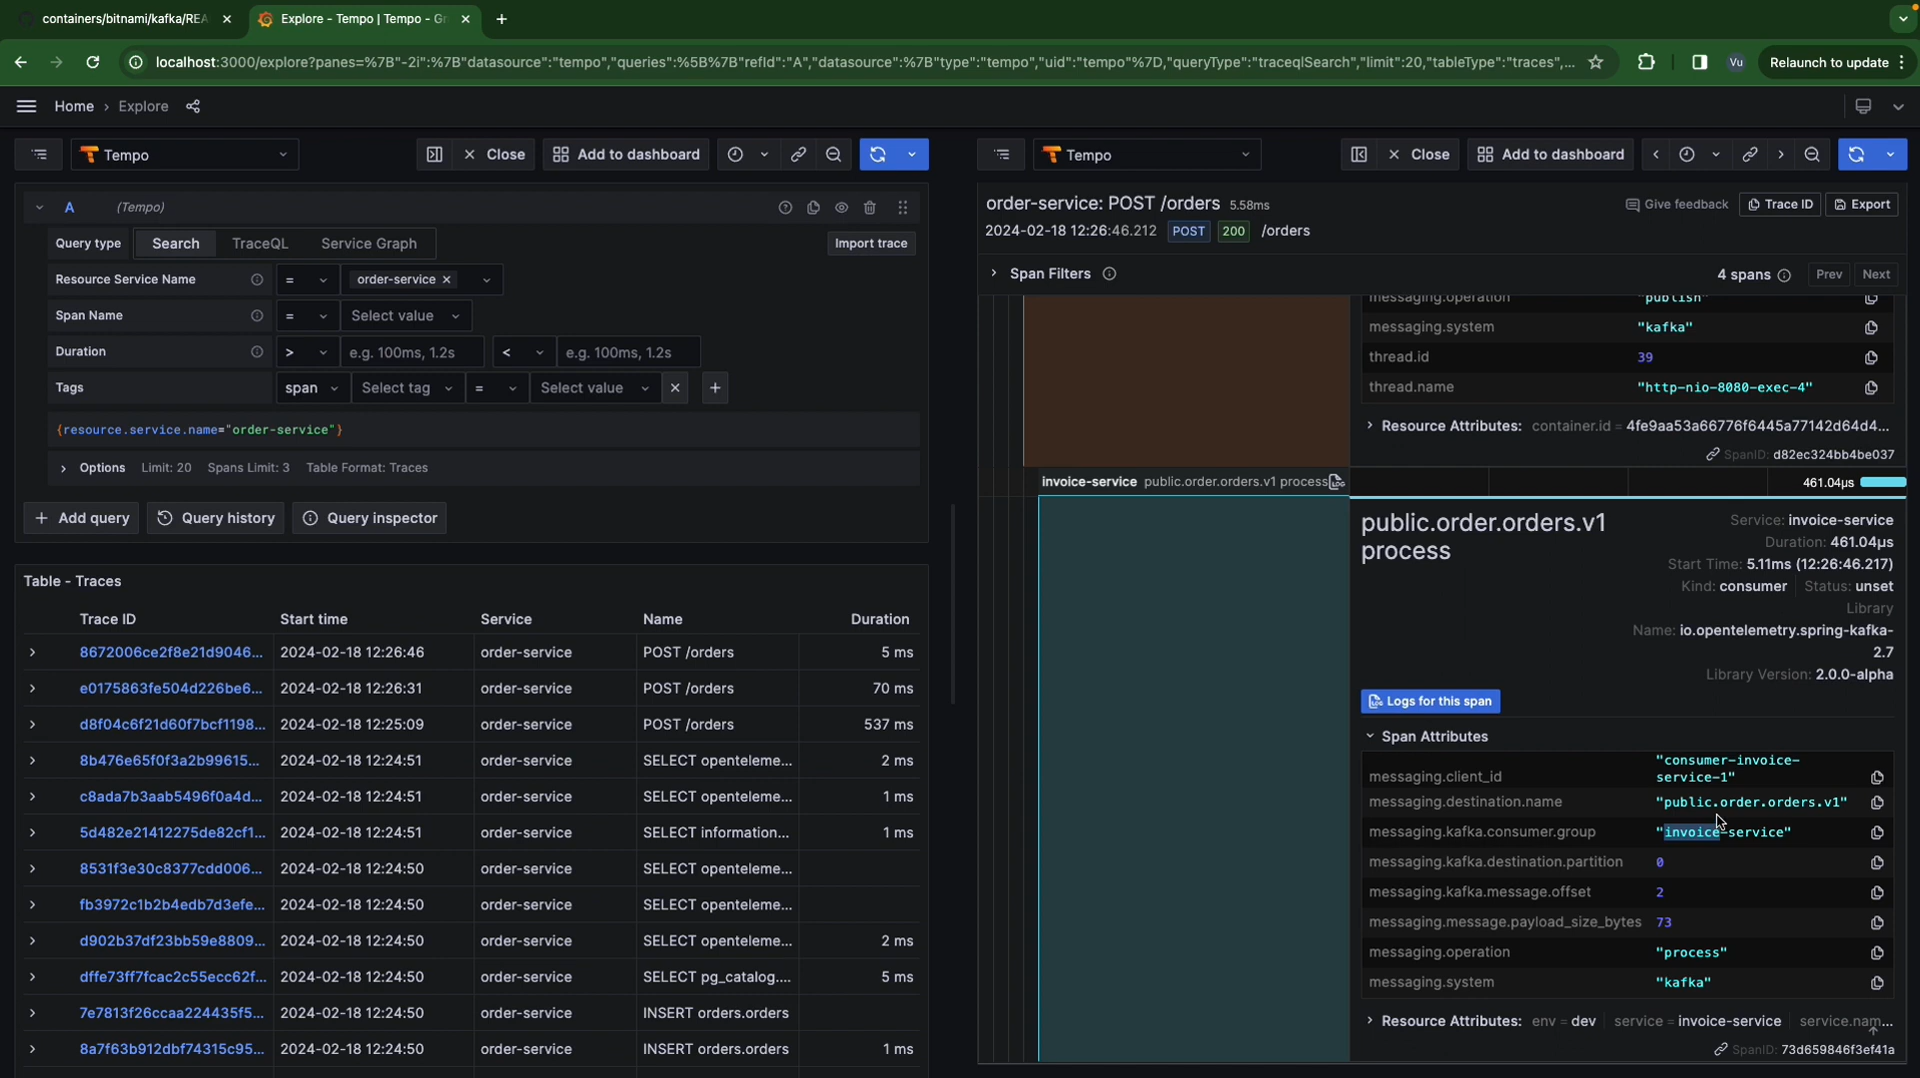 containers/bitnami/kafka/REA
Explore - Tempo | Tempo - Gr
localhost:3000/explore?panes=%7B"-2i":%7B"datasource":"tempo","queries":%5B%7B"refId":"A","datasource":%7B"type":"tempo","uid":"tempo"%7D,"queryType":"traceqlSearch","limit":20,"tableType":"traces",...
Vu
Relaunch to update
Home › Explore
Tempo
Close
Add to dashboard
A (Tempo)
Query type Search TraceQL Service Graph Import trace
Resource Service Name = order-service
Span Name = Select value
Duration > e.g. 100ms, 1.2s < e.g. 100ms, 1.2s
Tags span Select tag = Select value
{resource.service.name="order-service"}
Options Limit: 20 Spans Limit: 3 Table Format: Traces
Add query Query history Query inspector
Table - Traces
Trace ID Start time Service Name Duration
8672006ce2f8e21d9046... 2024-02-18 12:26:46 order-service POST /orders 5 ms
e0175863fe504d226be6... 2024-02-18 12:26:31 order-service POST /orders 70 ms
d8f04c6f21d60f7bcf1198... 2024-02-18 12:25:09 order-service POST /orders 537 ms
8b476e65f0f3a2b99615... 2024-02-18 12:24:51 order-service SELECT openteleme... 2 ms
c8ada7b3aab5496f0a4d... 2024-02-18 12:24:51 order-service SELECT openteleme... 1 ms
5d482e21412275de82cf1... 2024-02-18 12:24:51 order-service SELECT information... 1 ms
8531f3e30c8377cdd006... 2024-02-18 12:24:50 order-service SELECT openteleme...
fb3972c1b2b4edb7d3efe... 2024-02-18 12:24:50 order-service SELECT openteleme...
d902b37df23bb59e8809... 2024-02-18 12:24:50 order-service SELECT openteleme... 2 ms
dffe73ff7fcac2c55ecc62f... 2024-02-18 12:24:50 order-service SELECT pg_catalog.... 5 ms
7e7813f26ccaa224435f5... 2024-02-18 12:24:50 order-service INSERT orders.orders
8a7f63b912dbf74315c95... 2024-02-18 12:24:50 order-service INSERT orders.orders 1 ms
Tempo
Close
Add to dashboard
order-service: POST /orders 5.58ms
Give feedback Trace ID Export
2024-02-18 12:26:46.212 POST 200 /orders
Span Filters 4 spans Prev Next
messaging.operation "publish"
messaging.system "kafka"
thread.id 39
thread.name "http-nio-8080-exec-4"
Resource Attributes: container.id = 4fe9aa53a66776f6445a77142d64d4...
SpanID: d82ec324bb4be037
invoice-service public.order.orders.v1 process 461.04μs
public.order.orders.v1 process
Service: invoice-service
Duration: 461.04μs
Start Time: 5.11ms (12:26:46.217)
Kind: consumer Status: unset
Library
Name: io.opentelemetry.spring-kafka-
2.7
Library Version: 2.0.0-alpha
Logs for this span
Span Attributes
messaging.client_id "consumer-invoice-service-1"
messaging.destination.name "public.order.orders.v1"
messaging.kafka.consumer.group "invoice-service"
messaging.kafka.destination.partition 0
messaging.kafka.message.offset 2
messaging.message.payload_size_bytes 73
messaging.operation "process"
messaging.system "kafka"
Resource Attributes: env = dev service = invoice-service service.nam...
SpanID: 73d659846f3ef41a